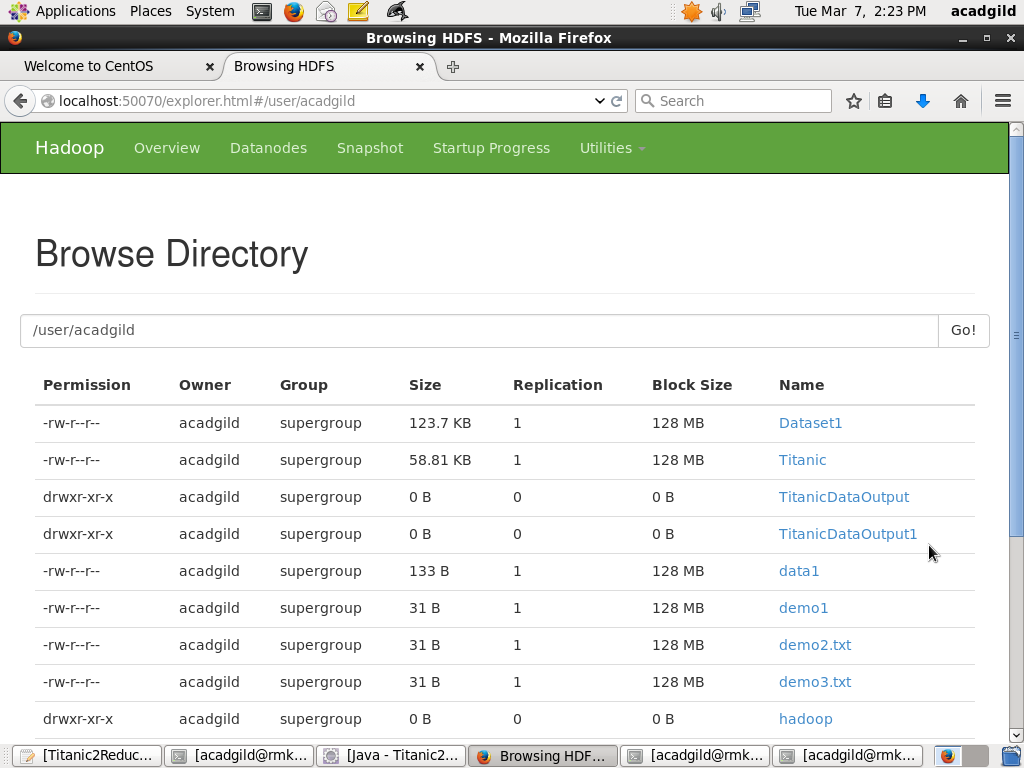 Applications Places System Tue Mar 7, 2:23 PM acadgild
Browsing HDFS - Mozilla Firefox
Welcome to CentOS Browsing HDFS
localhost:50070/explorer.html#/user/acadgild Search
Hadoop Overview Datanodes Snapshot Startup Progress Utilities
Browse Directory
/user/acadgild Go!
Permission Owner Group Size Replication Block Size Name
-rw-r--r-- acadgild supergroup 123.7 KB 1 128 MB Dataset1
-rw-r--r-- acadgild supergroup 58.81 KB 1 128 MB Titanic
drwxr-xr-x acadgild supergroup 0 B 0 0 B TitanicDataOutput
drwxr-xr-x acadgild supergroup 0 B 0 0 B TitanicDataOutput1
-rw-r--r-- acadgild supergroup 133 B 1 128 MB data1
-rw-r--r-- acadgild supergroup 31 B 1 128 MB demo1
-rw-r--r-- acadgild supergroup 31 B 1 128 MB demo2.txt
-rw-r--r-- acadgild supergroup 31 B 1 128 MB demo3.txt
drwxr-xr-x acadgild supergroup 0 B 0 0 B hadoop
[Titanic2Reduc... [acadgild@rmk... [Java - Titanic2... Browsing HDF... [acadgild@rmk... [acadgild@rmk...